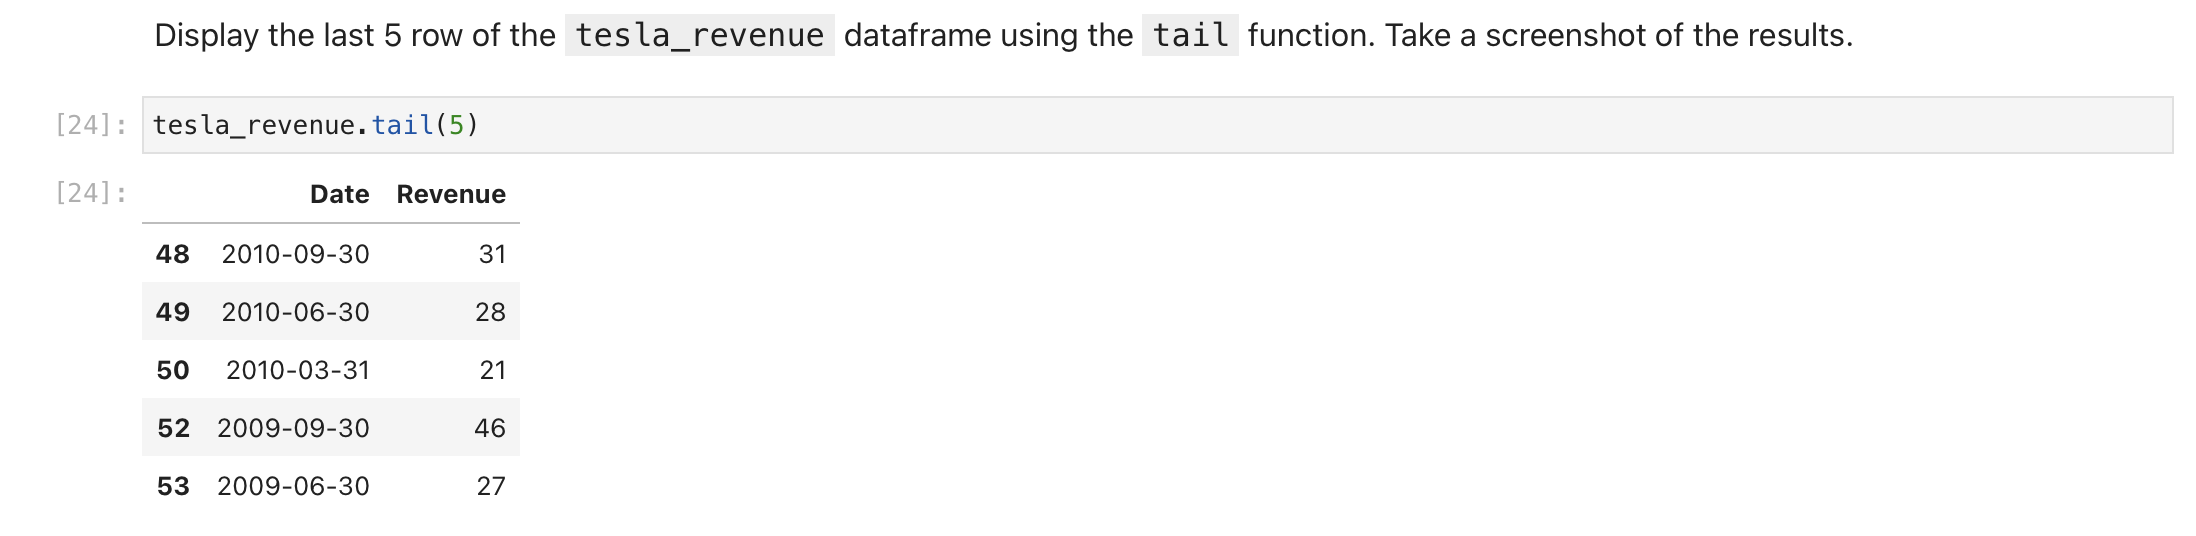 Display the last 5 row of the tesla_revenue dataframe using the tail function. Take a screenshot of the results.
[24]: tesla_revenue.tail(5)
[24]: Date Revenue
48 2010-09-30 31
49 2010-06-30 28
50 2010-03-31 21
52 2009-09-30 46
53 2009-06-30 27